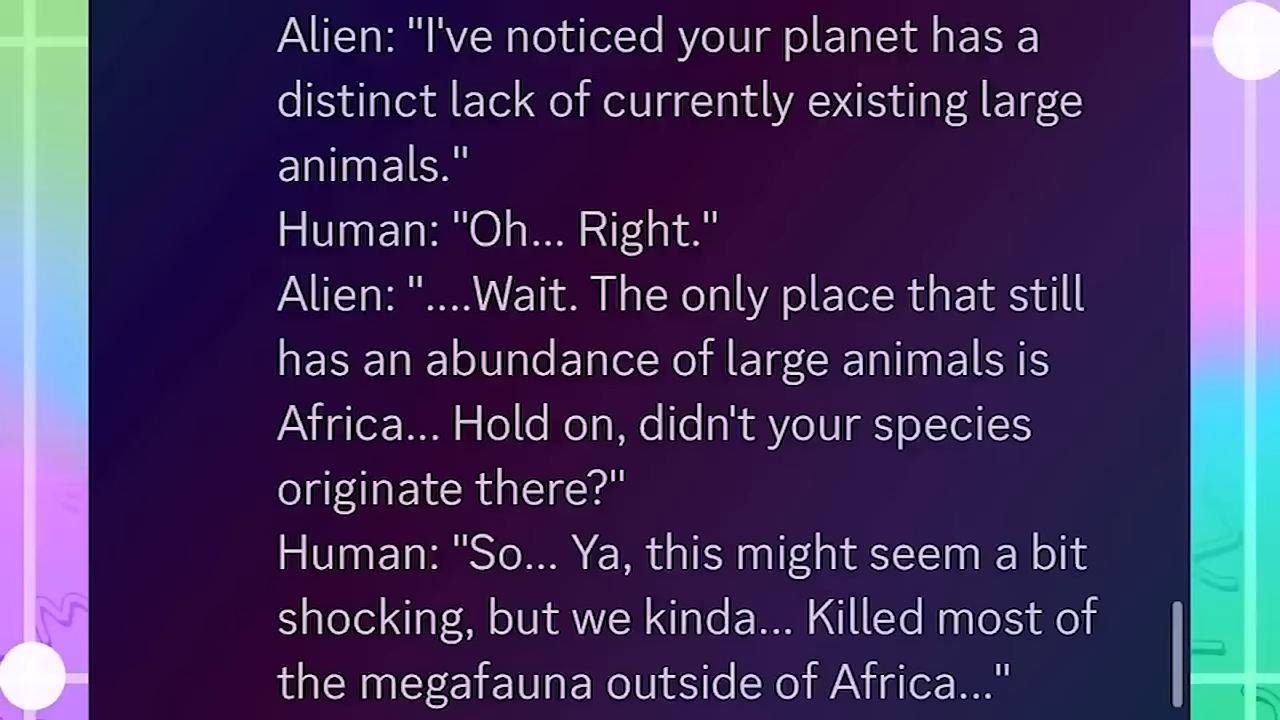 Alien: "I've noticed your planet has a
distinct lack of currently existing large
animals."
Human: "Oh... Right."
Alien: "....Wait. The only place that still
has an abundance of large animals is
Africa... Hold on, didn't your species
originate there?"
Human: "So... Ya, this might seem a bit
shocking, but we kinda... Killed most of
the megafauna outside of Africa..."